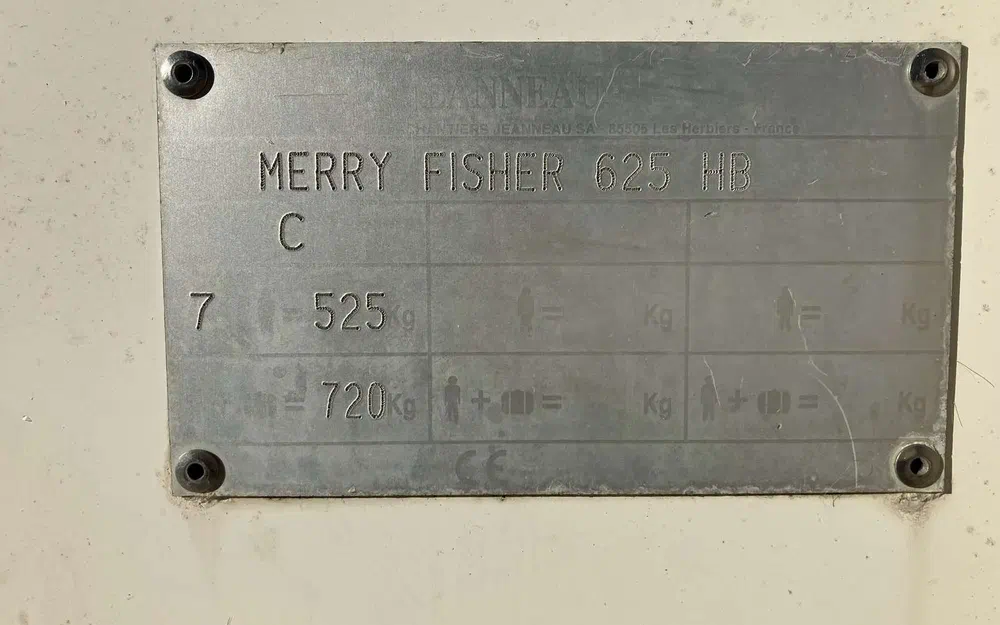 JEANNEAU
CHANTIERS JEANNEAU SA - 85505 Les Herbiers - France
MERRY FISHER 625 HB
C
7 = 525 Kg = Kg = Kg
= 720 Kg + = Kg + = Kg
CE